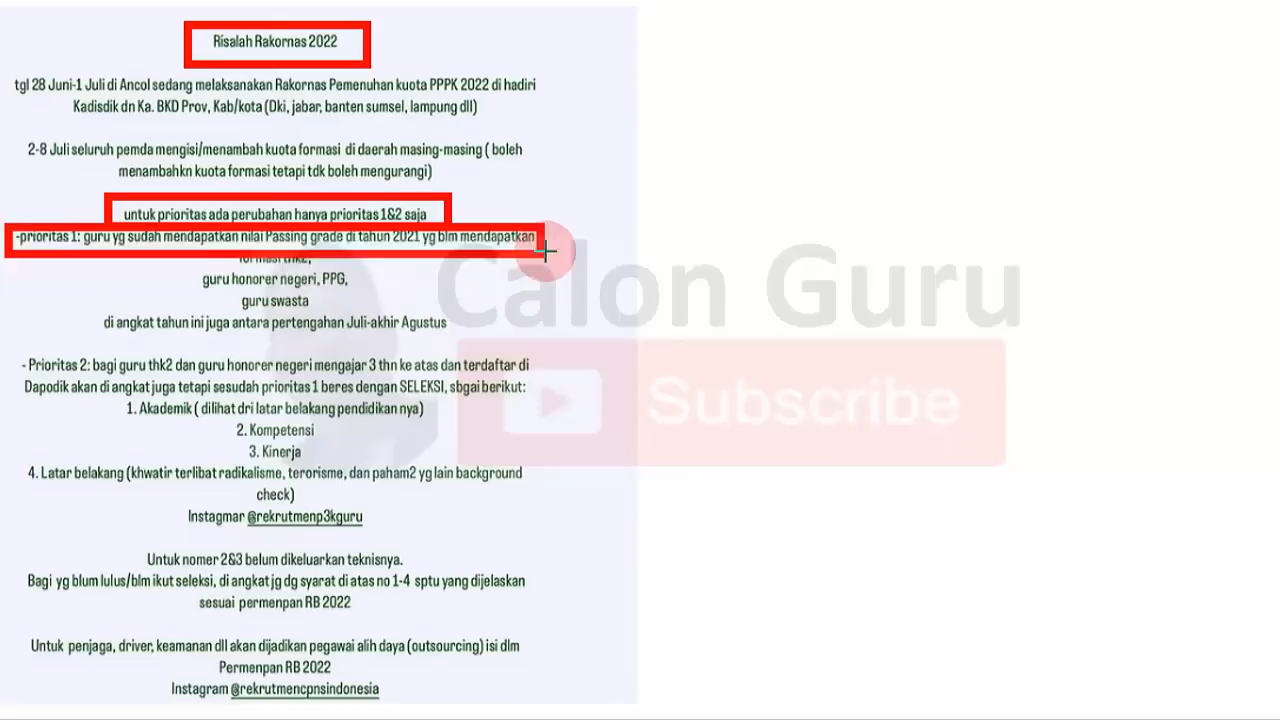 Risalah Rakornas 2022
tgl 28 Juni-1 Juli di Ancol sedang melaksanakan Rakornas Pemenuhan kuota PPPK 2022 di hadiri
Kadisdik dn Ka. BKD Prov, Kab/kota (Dki, jabar, banten sumsel, lampung dll)
2-8 Juli seluruh pemda mengisi/menambah kuota formasi di daerah masing-masing ( boleh
menambahkn kuota formasi tetapi tdk boleh mengurangi)
untuk prioritas ada perubahan hanya prioritas 1&2 saja
-prioritas 1: guru yg sudah mendapatkan nilai Passing grade di tahun 2021 yg blm mendapatkan
formasi thk2,
guru honorer negeri, PPG,
guru swasta
di angkat tahun ini juga antara pertengahan Juli-akhir Agustus
- Prioritas 2: bagi guru thk2 dan guru honorer negeri mengajar 3 thn ke atas dan terdaftar di
Dapodik akan di angkat juga tetapi sesudah prioritas 1 beres dengan SELEKSI, sbgai berikut:
1. Akademik ( dilihat dri latar belakang pendidikan nya)
2. Kompetensi
3. Kinerja
4. Latar belakang (khwatir terlibat radikalisme, terorisme, dan paham2 yg lain background
check)
Instagmar @rekrutmenp3kguru
Untuk nomer 2&3 belum dikeluarkan teknisnya.
Bagi yg blum lulus/blm ikut seleksi, di angkat jg dg syarat di atas no 1-4 sptu yang dijelaskan
sesuai permenpan RB 2022
Untuk penjaga, driver, keamanan dll akan dijadikan pegawai alih daya (outsourcing) isi dlm
Permenpan RB 2022
Instagram @rekrutmencpnsindonesia
Calon Guru
Subscribe